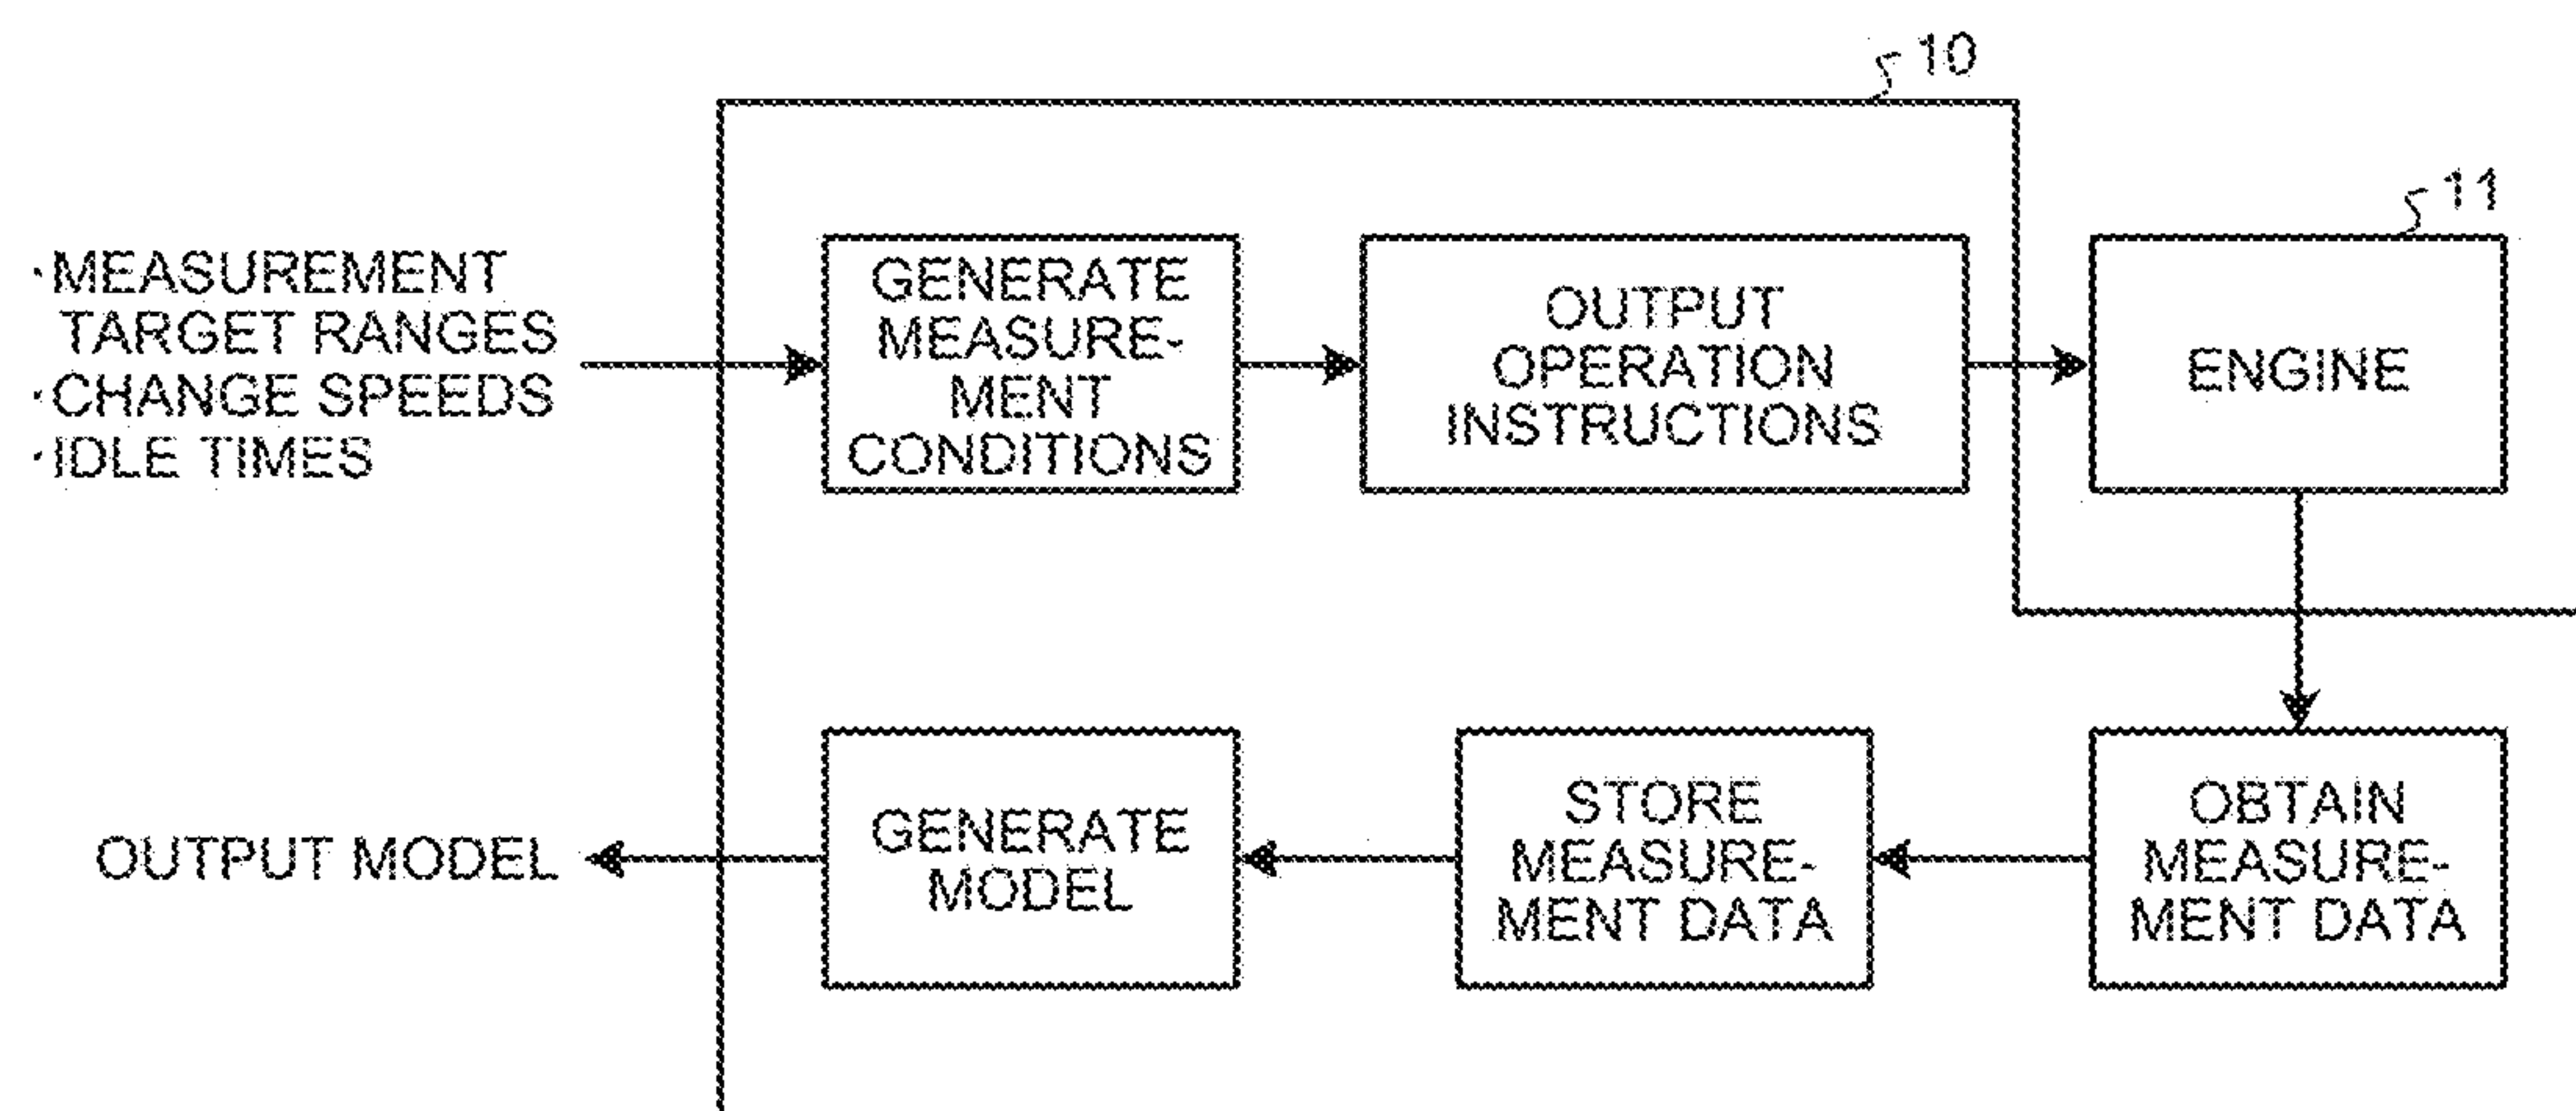 10
11
·MEASUREMENT
TARGET RANGES
·CHANGE SPEEDS
·IDLE TIMES
GENERATE
MEASURE-
MENT
CONDITIONS
OUTPUT
OPERATION
INSTRUCTIONS
ENGINE
OUTPUT MODEL
GENERATE
MODEL
STORE
MEASURE-
MENT DATA
OBTAIN
MEASURE-
MENT DATA